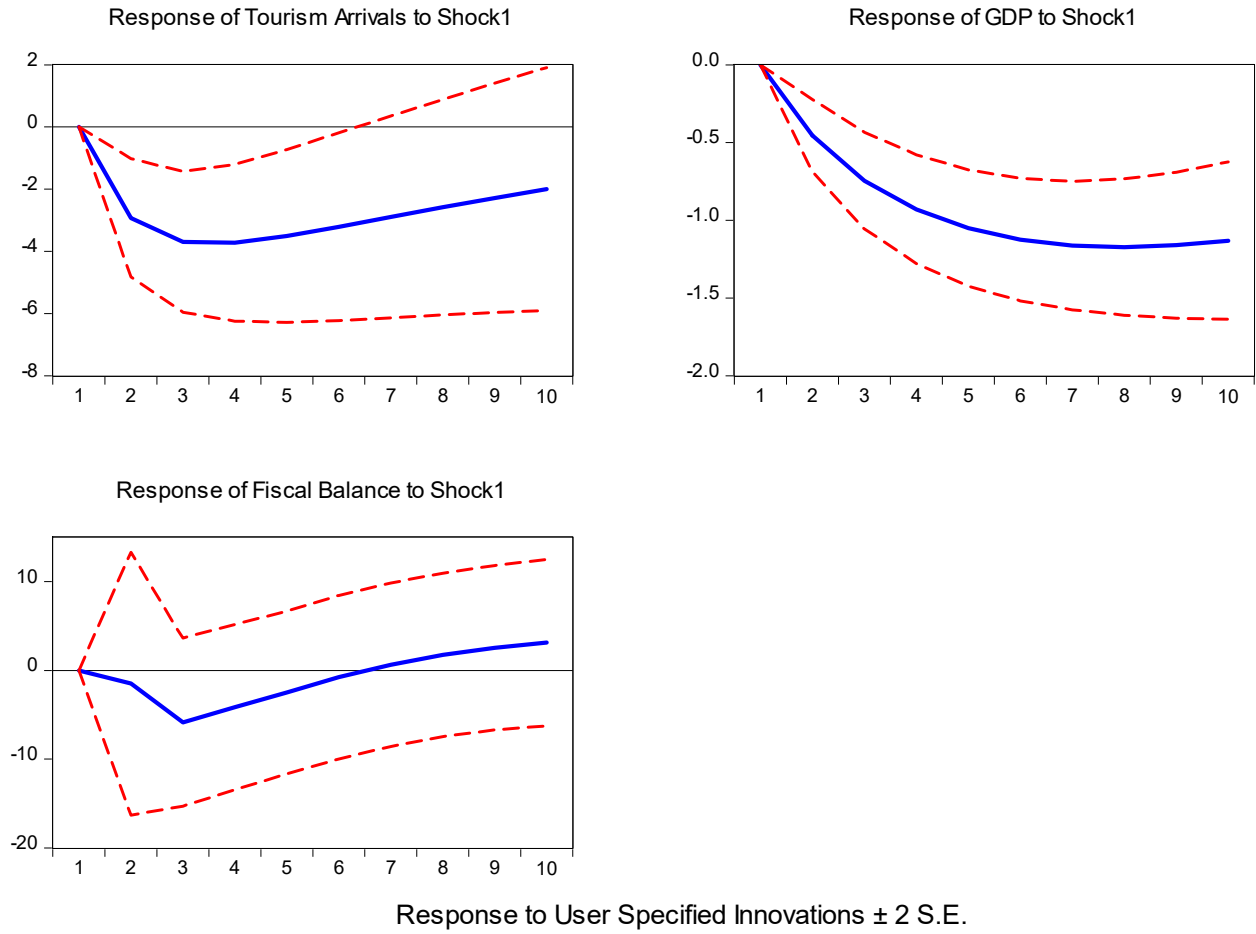 Response of Tourism Arrivals to Shock1
2
0
-2
-4
-6
-8
1 2 3 4 5 6 7 8 9 10
Response of GDP to Shock1
0.0
-0.5
-1.0
-1.5
-2.0
1 2 3 4 5 6 7 8 9 10
Response of Fiscal Balance to Shock1
10
0
-10
-20
1 2 3 4 5 6 7 8 9 10
Response to User Specified Innovations ± 2 S.E.